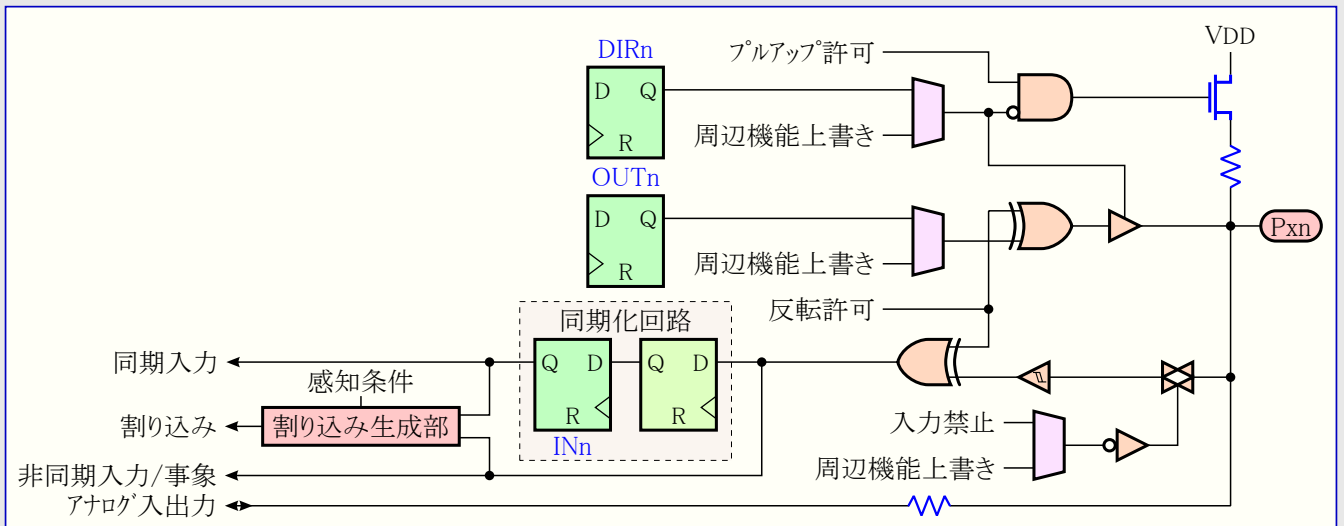 VDD
DIRn
プルアップ許可
D Q
R
周辺機能上書き
OUTn
D Q
R
周辺機能上書き
Pxn
反転許可
同期化回路
同期入力
Q D
R
Q D
R
INn
感知条件
割り込み
割り込み生成部
入力禁止
周辺機能上書き
非同期入力/事象
アナログ入出力